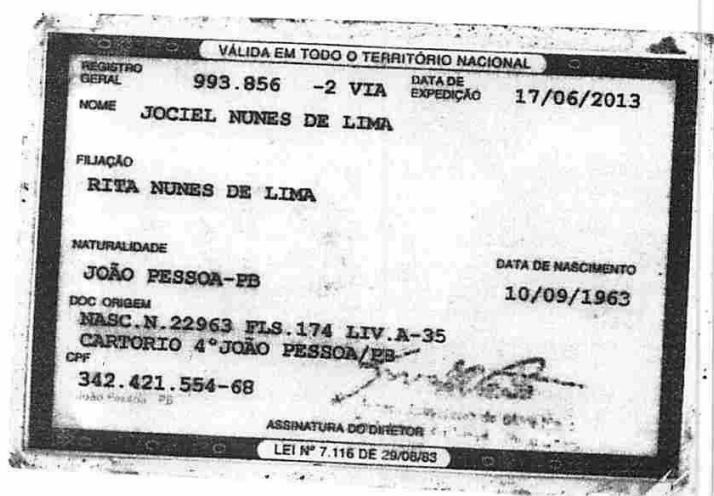 VÁLIDA EM TODO O TERRITÓRIO NACIONAL
REGISTRO GERAL 993.856 -2 VIA DATA DE EXPEDIÇÃO 17/06/2013
NOME JOCIEL NUNES DE LIMA
FILIAÇÃO
RITA NUNES DE LIMA
NATURALIDADE DATA DE NASCIMENTO
JOÃO PESSOA-PB 10/09/1963
DOC ORIGEM
NASC.N.22963 FLS.174 LIV.A-35
CARTORIO 4°JOÃO PESSOA/PB
CPF
342.421.554-68
João Pessoa PB
ASSINATURA DO DIRETOR
LEI Nº 7.116 DE 29/08/83